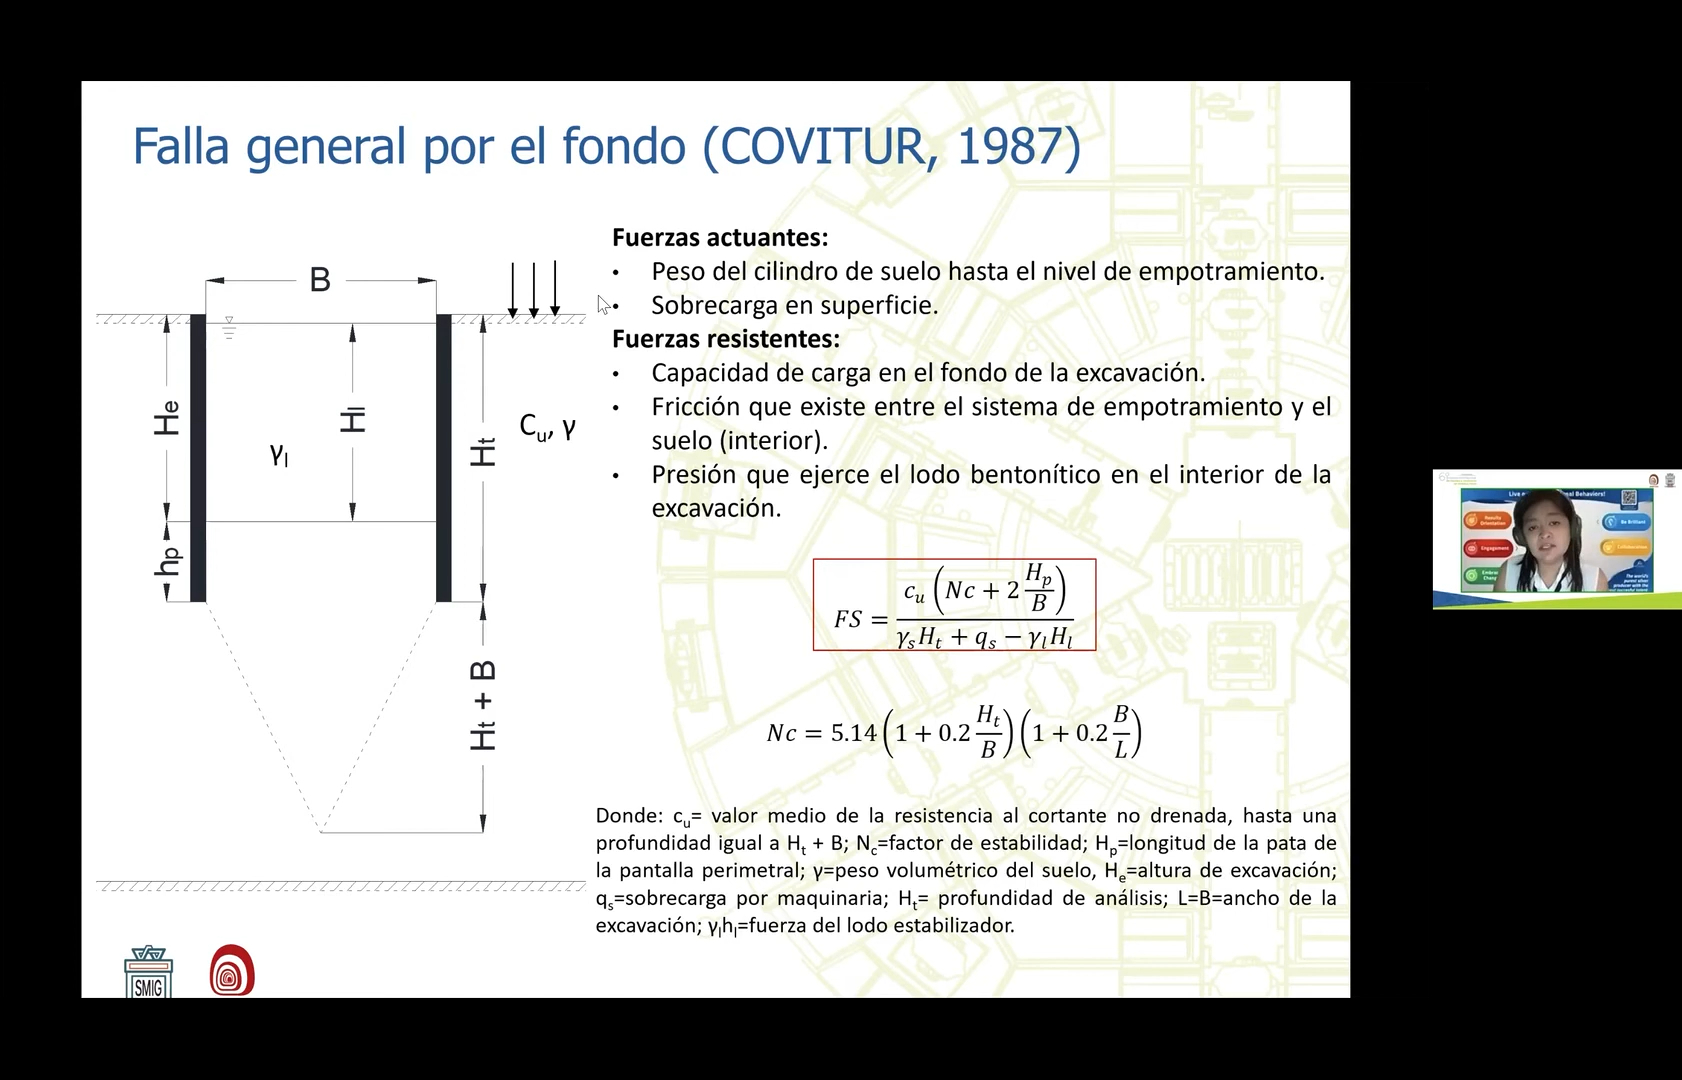 Falla general por el fondo (COVITUR, 1987)
B
He
Hl
γl
Ht
Cu, γ
hp
Ht + B
Fuerzas actuantes:
• Peso del cilindro de suelo hasta el nivel de empotramiento.
• Sobrecarga en superficie.
Fuerzas resistentes:
• Capacidad de carga en el fondo de la excavación.
• Fricción que existe entre el sistema de empotramiento y el
suelo (interior).
• Presión que ejerce el lodo bentonítico en el interior de la
excavación.
FS = cu (Nc + 2 Hp/B) / (γsHt + qs − γlHl)
Nc = 5.14 (1 + 0.2 Ht/B) (1 + 0.2 B/L)
Donde: cu= valor medio de la resistencia al cortante no drenada, hasta una
profundidad igual a Ht + B; Nc=factor de estabilidad; Hp=longitud de la pata de
la pantalla perimetral; γ=peso volumétrico del suelo, He=altura de excavación;
qs=sobrecarga por maquinaria; Ht= profundidad de análisis; L=B=ancho de la
excavación; γlhl=fuerza del lodo estabilizador.
SMIG
Behaviors!
Results
Orientation
Be Brilliant
Engagement
Collaboration